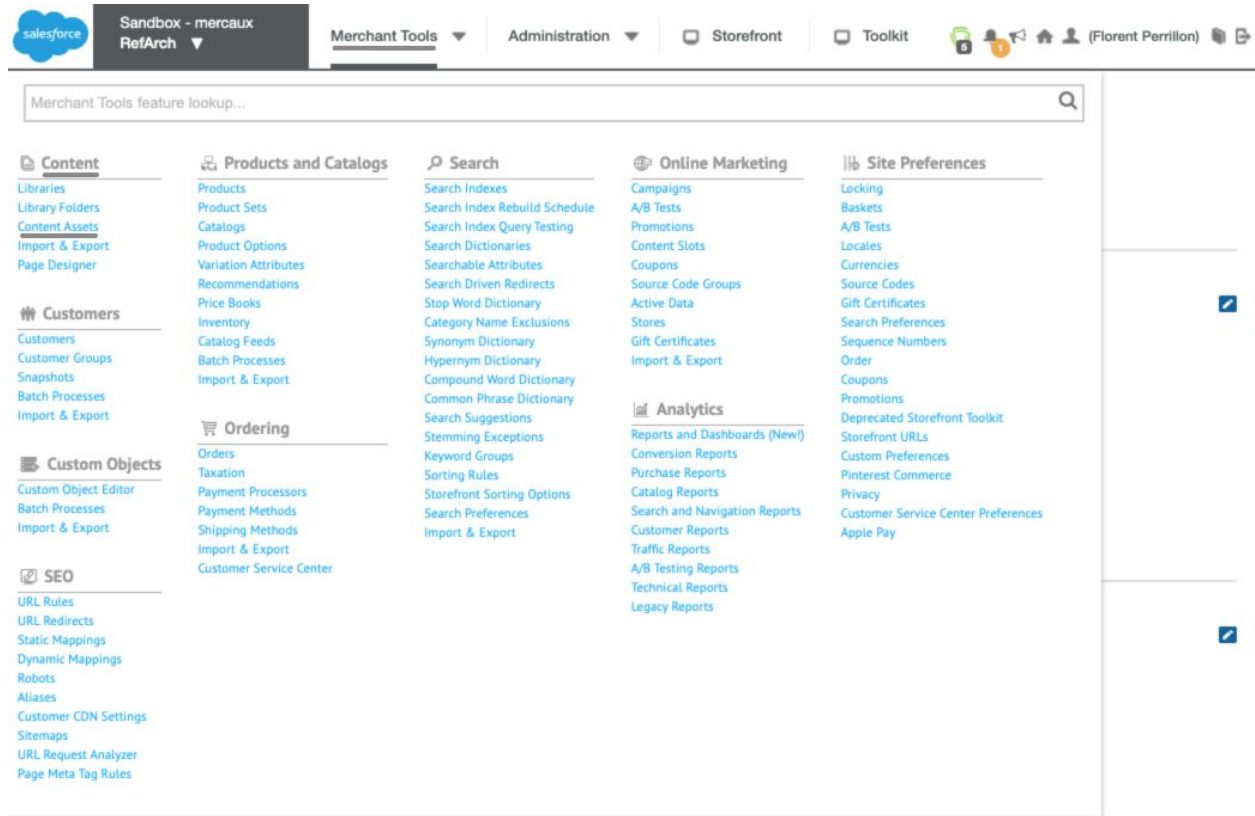 salesforce
Sandbox - mercaux
RefArch ▼
Merchant Tools ▼
Administration ▼
Storefront
Toolkit
5
1
(Florent Perrillon)
Merchant Tools feature lookup...
Content
Libraries
Library Folders
Content Assets
Import & Export
Page Designer
Customers
Customers
Customer Groups
Snapshots
Batch Processes
Import & Export
Custom Objects
Custom Object Editor
Batch Processes
Import & Export
SEO
URL Rules
URL Redirects
Static Mappings
Dynamic Mappings
Robots
Aliases
Customer CDN Settings
Sitemaps
URL Request Analyzer
Page Meta Tag Rules
Products and Catalogs
Products
Product Sets
Catalogs
Product Options
Variation Attributes
Recommendations
Price Books
Inventory
Catalog Feeds
Batch Processes
Import & Export
Ordering
Orders
Taxation
Payment Processors
Payment Methods
Shipping Methods
Import & Export
Customer Service Center
Search
Search Indexes
Search Index Rebuild Schedule
Search Index Query Testing
Search Dictionaries
Searchable Attributes
Search Driven Redirects
Stop Word Dictionary
Category Name Exclusions
Synonym Dictionary
Hypernym Dictionary
Compound Word Dictionary
Common Phrase Dictionary
Search Suggestions
Stemming Exceptions
Keyword Groups
Sorting Rules
Storefront Sorting Options
Search Preferences
Import & Export
Online Marketing
Campaigns
A/B Tests
Promotions
Content Slots
Coupons
Source Code Groups
Active Data
Stores
Gift Certificates
Import & Export
Analytics
Reports and Dashboards (New!)
Conversion Reports
Purchase Reports
Catalog Reports
Search and Navigation Reports
Customer Reports
Traffic Reports
A/B Testing Reports
Technical Reports
Legacy Reports
Site Preferences
Locking
Baskets
A/B Tests
Locales
Currencies
Source Codes
Gift Certificates
Search Preferences
Sequence Numbers
Order
Coupons
Promotions
Deprecated Storefront Toolkit
Storefront URLs
Custom Preferences
Pinterest Commerce
Privacy
Customer Service Center Preferences
Apple Pay